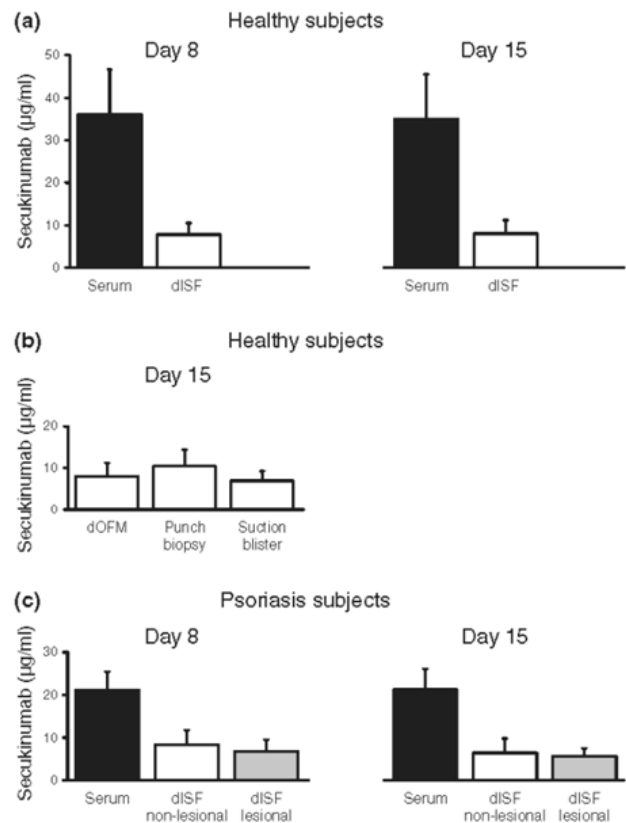 (a) Healthy subjects
Day 8 Day 15
Secukinumab (µg/ml)
50
40
30
20
10
0
Serum dISF Serum dISF
(b) Healthy subjects
Day 15
Secukinumab (µg/ml)
20
10
0
dOFM Punch biopsy Suction blister
(c) Psoriasis subjects
Day 8 Day 15
Secukinumab (µg/ml)
30
20
10
0
Serum dISF non-lesional dISF lesional Serum dISF non-lesional dISF lesional